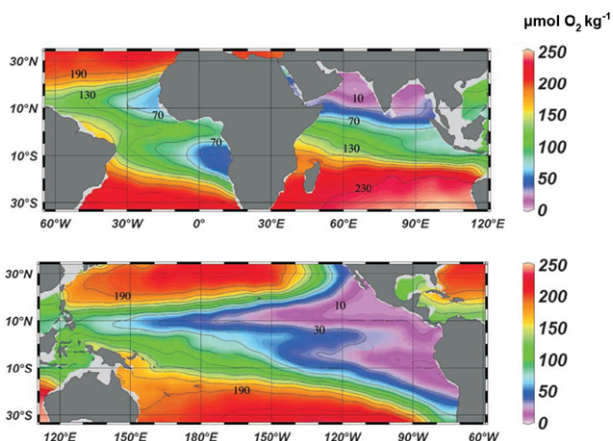 µmol O2 kg-1
30°N
10°N
10°S
30°S
190
130
70
70
10
70
130
230
60°W
30°W
0°
30°E
60°E
90°E
120°E
250
200
150
100
50
0
30°N
10°N
10°S
30°S
190
10
30
190
120°E
150°E
180°E
150°W
120°W
90°W
60°W
250
200
150
100
50
0